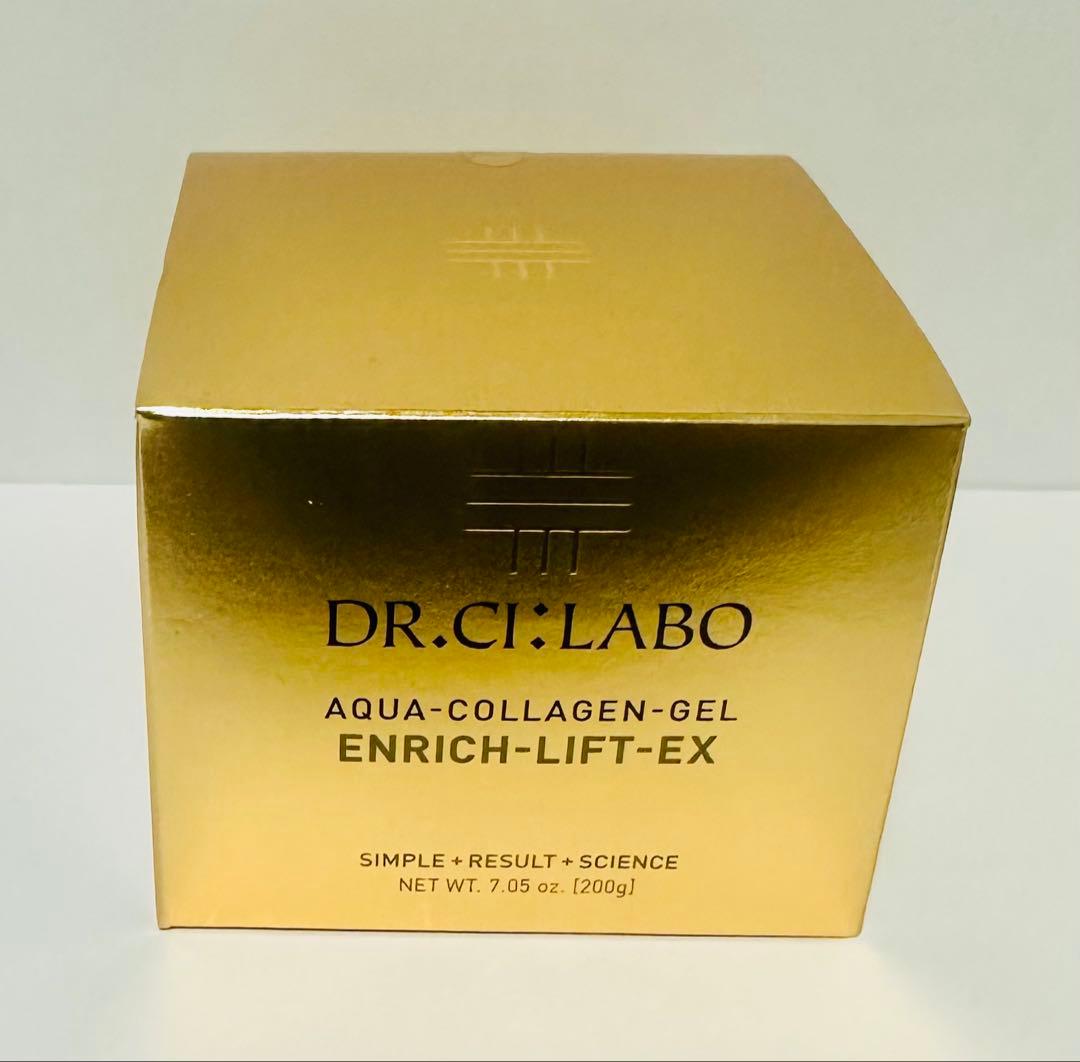 DR.CI:LABO
AQUA-COLLAGEN-GEL
ENRICH-LIFT-EX
SIMPLE + RESULT + SCIENCE
NET WT. 7.05 oz. [200g]